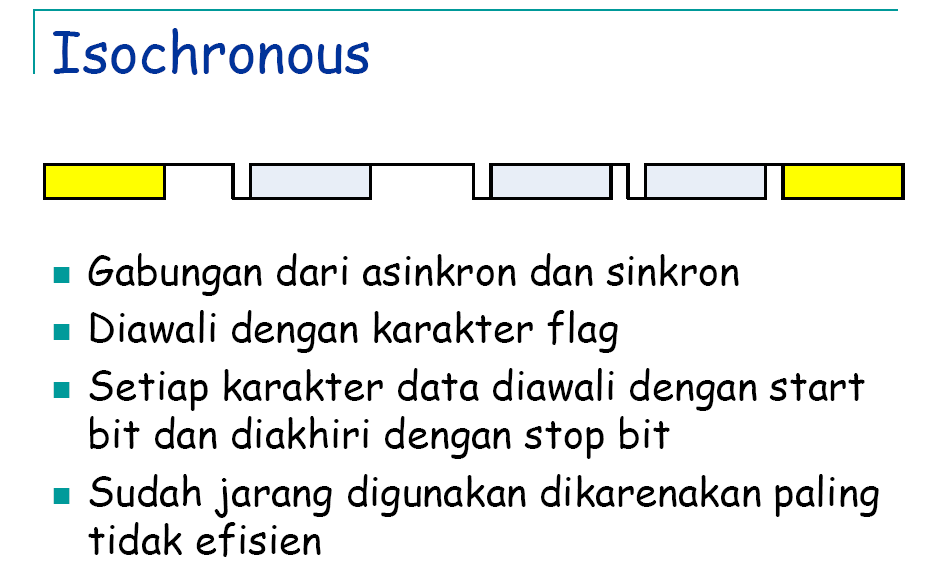 Isochronous
Gabungan dari asinkron dan sinkron
Diawali dengan karakter flag
Setiap karakter data diawali dengan start
bit dan diakhiri dengan stop bit
Sudah jarang digunakan dikarenakan paling
tidak efisien